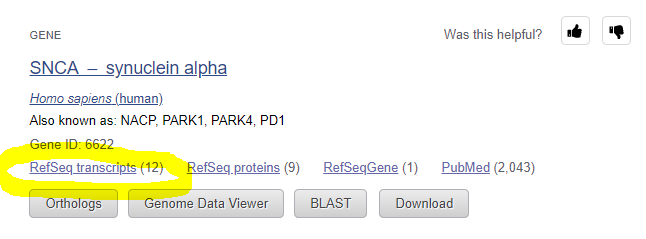 GENE
Was this helpful?
SNCA – synuclein alpha
Homo sapiens (human)
Also known as: NACP, PARK1, PARK4, PD1
Gene ID: 6622
RefSeq transcripts (12) RefSeq proteins (9) RefSeqGene (1) PubMed (2,043)
Orthologs Genome Data Viewer BLAST Download